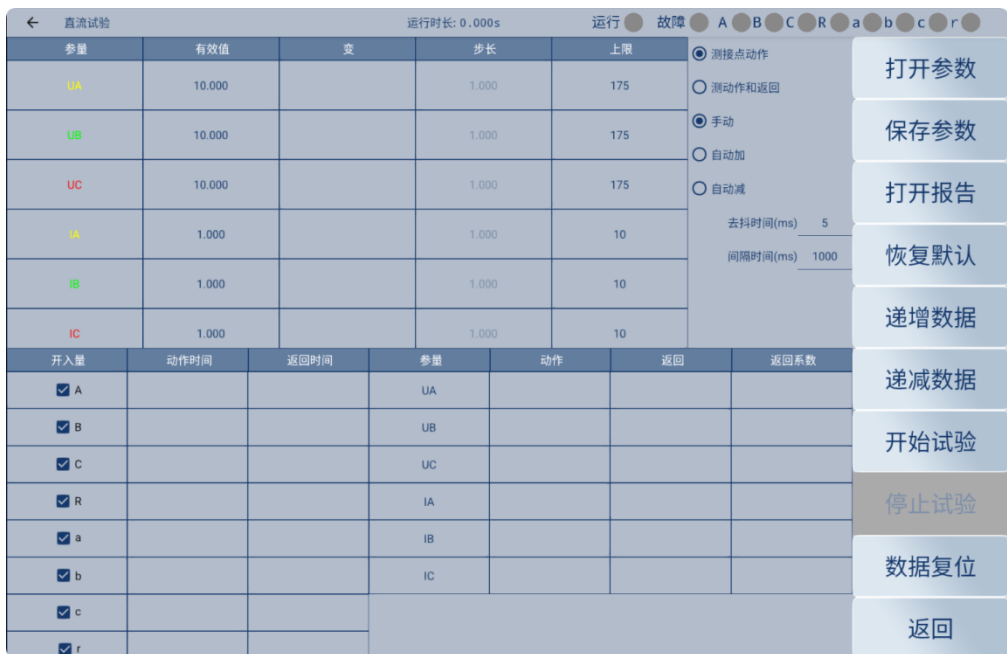 ← 直流试验 运行时长: 0.000s 运行 故障 A B C R a b c r
参量 有效值 变 步长 上限
UA 10.000 1.000 175
UB 10.000 1.000 175
UC 10.000 1.000 175
IA 1.000 1.000 10
IB 1.000 1.000 10
IC 1.000 1.000 10
测接点动作
测动作和返回
手动
自动加
自动减
去抖时间(ms) 5
间隔时间(ms) 1000
开入量 动作时间 返回时间
A
B
C
R
a
b
c
r
参量 动作 返回 返回系数
UA
UB
UC
IA
IB
IC
打开参数
保存参数
打开报告
恢复默认
递增数据
递减数据
开始试验
停止试验
数据复位
返回